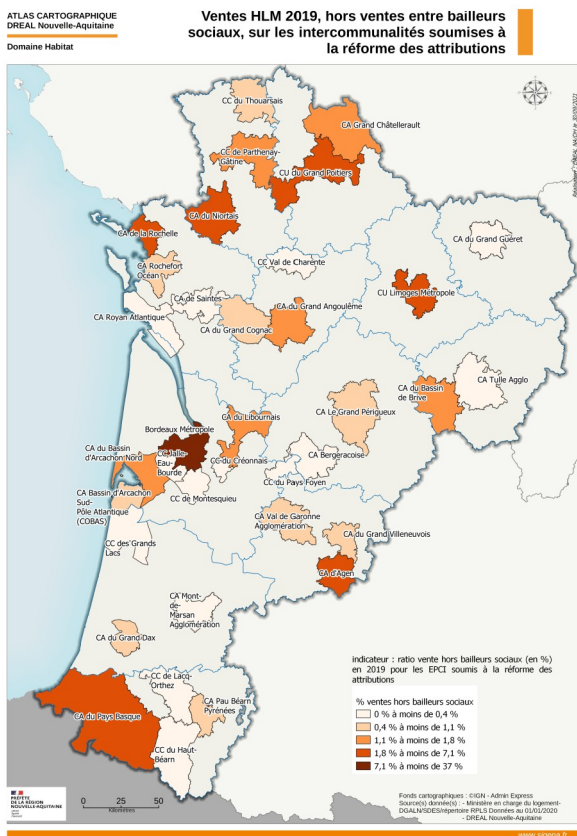 ATLAS CARTOGRAPHIQUE
DREAL Nouvelle-Aquitaine
Domaine Habitat
Ventes HLM 2019, hors ventes entre bailleurs
sociaux, sur les intercommunalités soumises à
la réforme des attributions
CC du Thouarsais
CA Grand Châtellerault
CC de Parthenay-
Gâtine
CU du Grand Poitiers
CA du Niortais
CA de la Rochelle
CA du Grand Guéret
CA Rochefort
Océan
CC Val de Charente
CU Limoges Métropole
CA de Saintes
CA Royan Atlantique
CA du Grand Angoulême
CA du Grand Cognac
CA Tulle Agglo
CA du Bassin
de Brive
CA Le Grand Périgueux
CA du Libournais
Bordeaux Métropole
CA du Bassin
d'Arcachon Nord
CC Jalle-
Eau-
Bourde
CC du Créonnais
CA
Bergeracoise
CC du Pays Foyen
CA Bassin d'Arcachon
Sud-
Pôle Atlantique
(COBAS)
CC de Montesquieu
CA Val de Garonne
Agglomération
CA du Grand Villeneuvois
CC des Grands
Lacs
CA d'Agen
CA Mont-
de-
Marsan
Agglomération
CA du Grand Dax
CC de Lacq-
Orthez
CA Pau Béarn
Pyrénées
CA du Pays Basque
CC du Haut-
Béarn
indicateur : ratio vente hors bailleurs sociaux (en %)
en 2019 pour les EPCI soumis à la réforme des
attributions
% ventes hors bailleurs sociaux
0 % à moins de 0,4 %
0,4 % à moins de 1,1 %
1,1 % à moins de 1,8 %
1,8 % à moins de 7,1 %
7,1 % à moins de 37 %
PRÉFÈTE
DE LA RÉGION
NOUVELLE-AQUITAINE
0 25 50
Kilomètres
Fonds cartographiques : ©IGN - Admin Express
Source(s) donnée(s) : - Ministère en charge du logement-
DGALN/SDES/répertoire RPLS Données au 01/01/2020
- DREAL Nouvelle-Aquitaine
www.sigena.fr